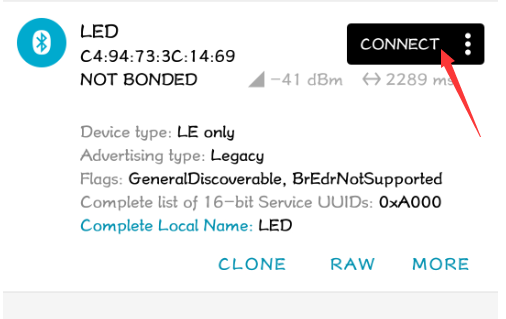 LED
CONNECT
C4:94:73:3C:14:69
NOT BONDED -41 dBm 2289 ms
Device type: LE only
Advertising type: Legacy
Flags: GeneralDiscoverable, BrEdrNotSupported
Complete list of 16-bit Service UUIDs: 0xA000
Complete Local Name: LED
CLONE RAW MORE